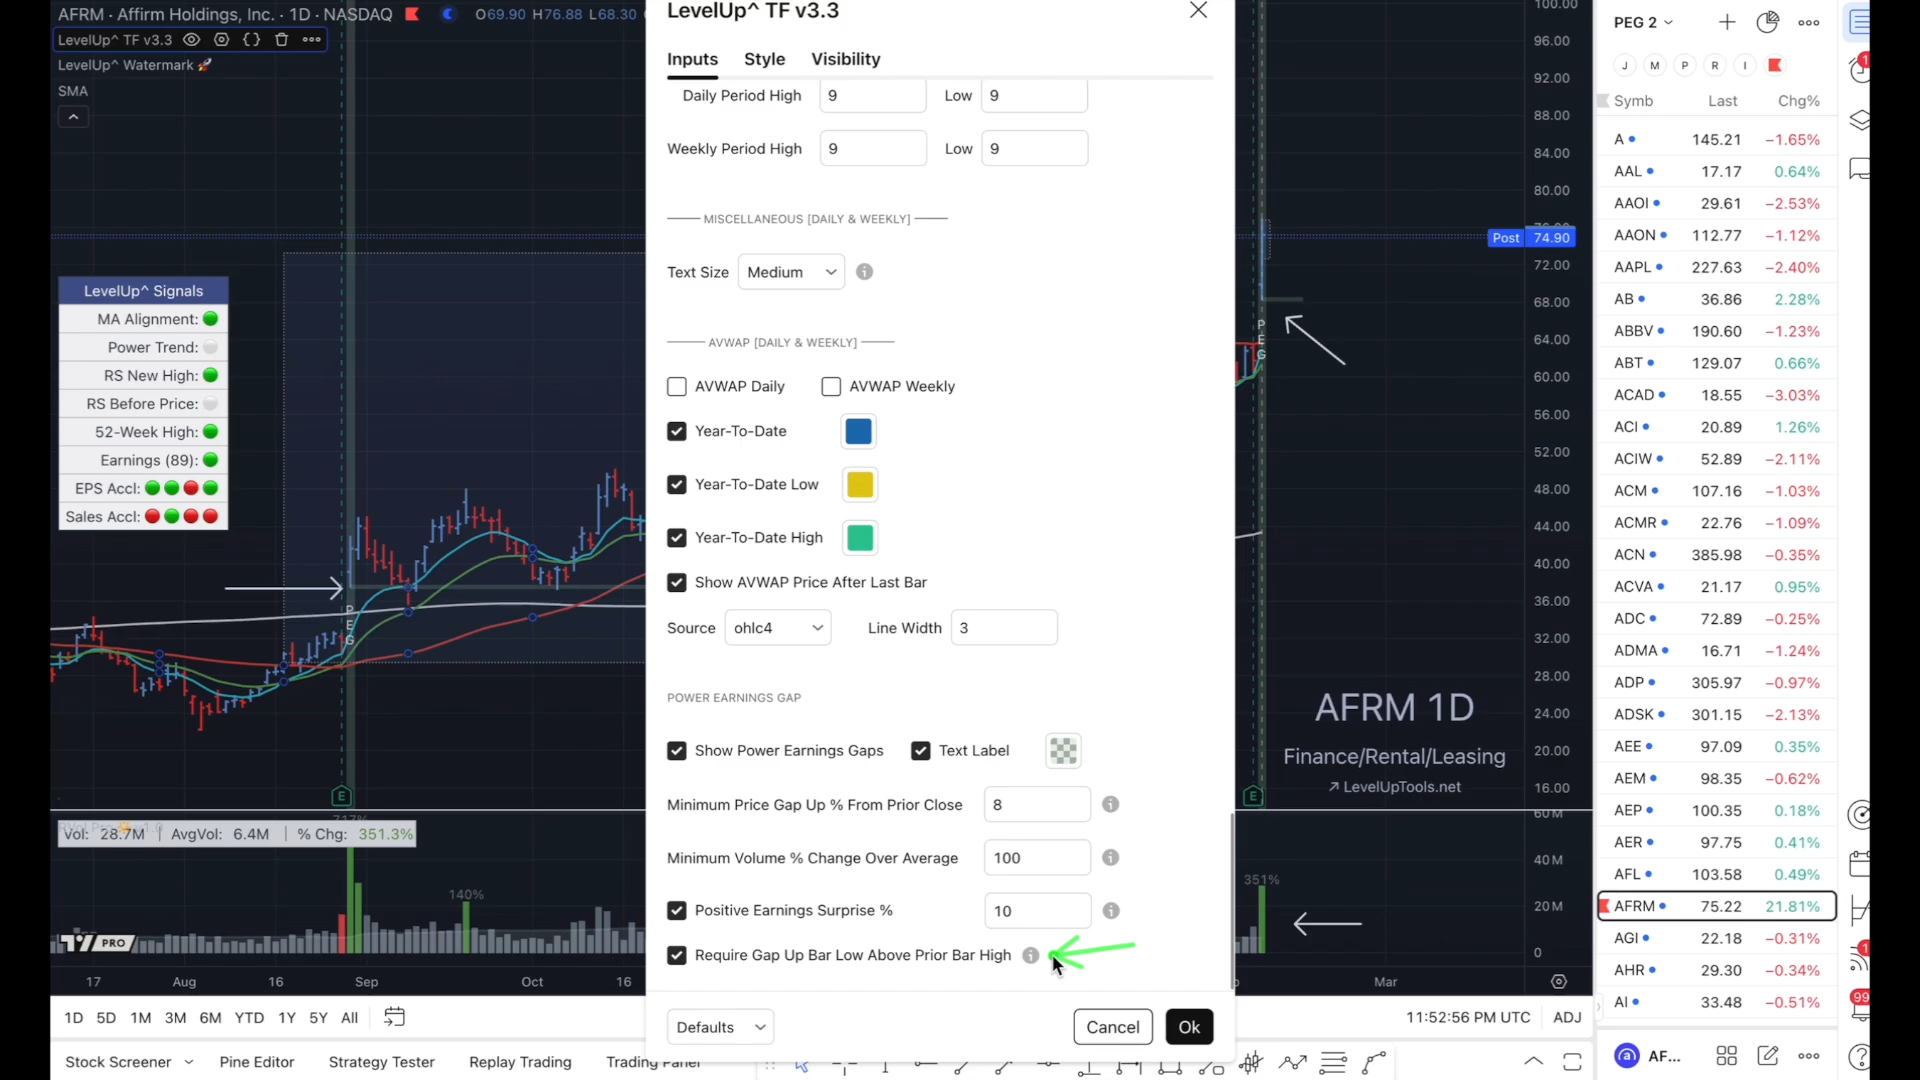 AFRM · Affirm Holdings, Inc. · 1D · NASDAQ O69.90 H76.88 L68.30
LevelUp^ TF v3.3
LevelUp^ Watermark 🚀
SMA
LevelUp^ Signals
MA Alignment:
Power Trend:
RS New High:
RS Before Price:
52-Week High:
Earnings (89):
EPS Accl:
Sales Accl:
P
E
G
E
717%
Vol: 28.7M | AvgVol: 6.4M | % Chg: 351.3%
140%
PRO
17 Aug 16 Sep Oct 16
1D 5D 1M 3M 6M YTD 1Y 5Y All
Stock Screener Pine Editor Strategy Tester Replay Trading Trading Panel
LevelUp^ TF v3.3
Inputs Style Visibility
Daily Period High 9 Low 9
Weekly Period High 9 Low 9
MISCELLANEOUS [DAILY & WEEKLY]
Text Size Medium
AVWAP [DAILY & WEEKLY]
AVWAP Daily AVWAP Weekly
Year-To-Date
Year-To-Date Low
Year-To-Date High
Show AVWAP Price After Last Bar
Source ohlc4 Line Width 3
POWER EARNINGS GAP
Show Power Earnings Gaps Text Label
Minimum Price Gap Up % From Prior Close 8
Minimum Volume % Change Over Average 100
Positive Earnings Surprise % 10
Require Gap Up Bar Low Above Prior Bar High
Defaults Cancel Ok
P
E
G
E
351%
AFRM 1D
Finance/Rental/Leasing
↗ LevelUpTools.net
Mar
11:52:56 PM UTC ADJ
100.00
96.00
92.00
88.00
84.00
80.00
Post 74.90
72.00
68.00
64.00
60.00
56.00
52.00
48.00
44.00
40.00
36.00
32.00
28.00
24.00
20.00
16.00
60M
40M
20M
0
PEG 2
J M P R I
Symb Last Chg%
A 145.21 −1.65%
AAL 17.17 0.64%
AAOI 29.61 −2.53%
AAON 112.77 −1.12%
AAPL 227.63 −2.40%
AB 36.86 2.28%
ABBV 190.60 −1.23%
ABT 129.07 0.66%
ACAD 18.55 −3.03%
ACI 20.89 1.26%
ACIW 52.89 −2.11%
ACM 107.16 −1.03%
ACMR 22.76 −1.09%
ACN 385.98 −0.35%
ACVA 21.17 0.95%
ADC 72.89 −0.25%
ADMA 16.71 −1.24%
ADP 305.97 −0.97%
ADSK 301.15 −2.13%
AEE 97.09 0.35%
AEM 98.35 −0.62%
AEP 100.35 0.18%
AER 97.75 0.41%
AFL 103.58 0.49%
AFRM 75.22 21.81%
AGI 22.18 −0.31%
AHR 29.30 −0.34%
AI 33.48 −0.51%
AF...
1
1
99